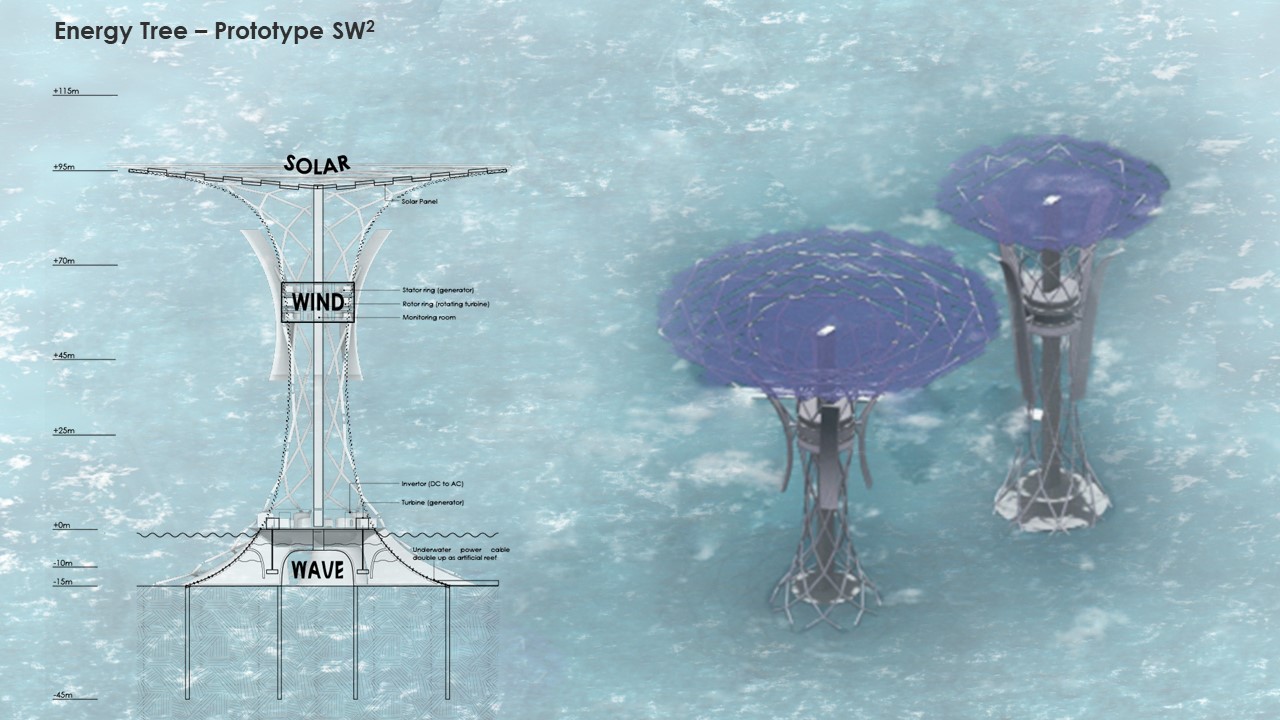 Energy Tree – Prototype SW²
+115m
SOLAR
+95m
Solar Panel
+70m
Stator ring (generator)
WIND
Rotor ring (rotating turbine)
Monitoring room
+45m
+25m
Invertor (DC to AC)
Turbine (generator)
+0m
Underwater power cable
double up as artificial reef
-10m
WAVE
-15m
-45m